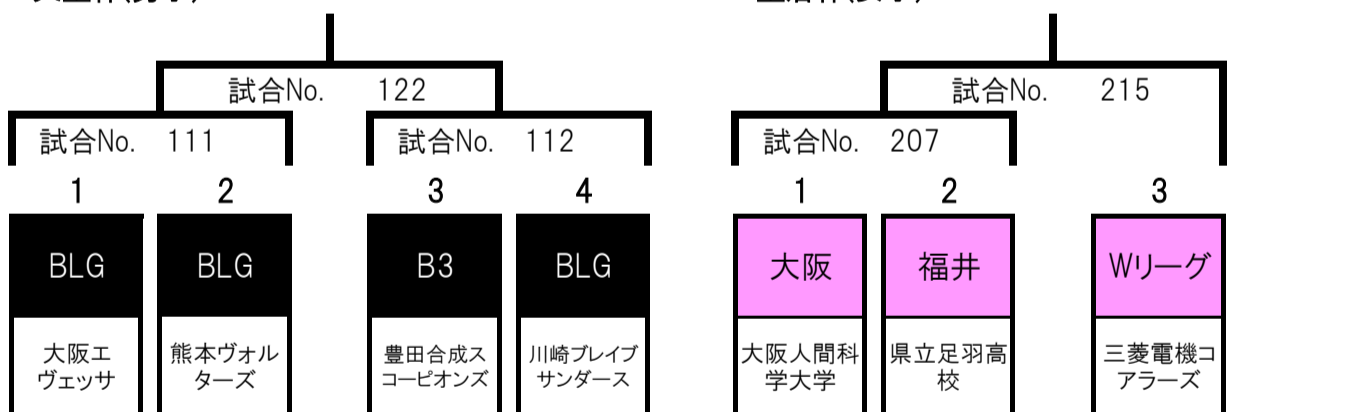 試合No. 122
試合No. 111
試合No. 112
1
2
3
4
BLG
BLG
B3
BLG
大阪エ
ヴェッサ
熊本ヴォル
ターズ
豊田合成ス
コーピオンズ
川崎ブレイブ
サンダース
試合No. 215
試合No. 207
1
2
3
大阪
福井
Wリーグ
大阪人間科
学大学
県立足羽高
校
三菱電機コ
アラーズ